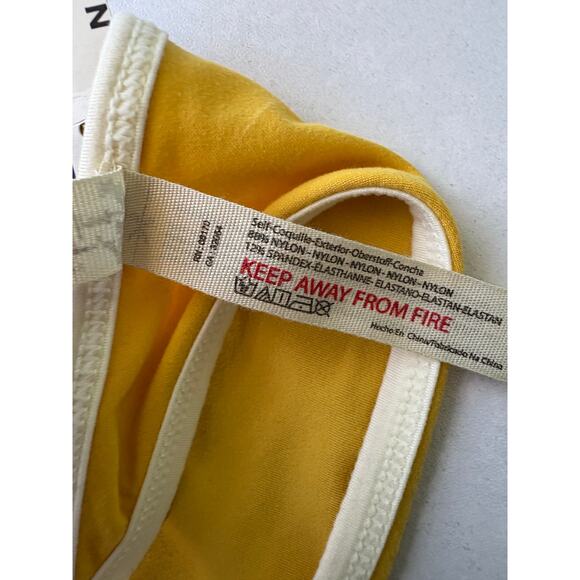 N
Self-Coquille-Exterior-Oberstoff-Concha
88% NYLON - NYLON - NYLON - NYLON - NYLON
12% SPANDEX-ÉLASTHANNE-ELASTANO-ELASTAN-ELASTAN
KEEP AWAY FROM FIRE
Hecho En China/Fabricado Na China